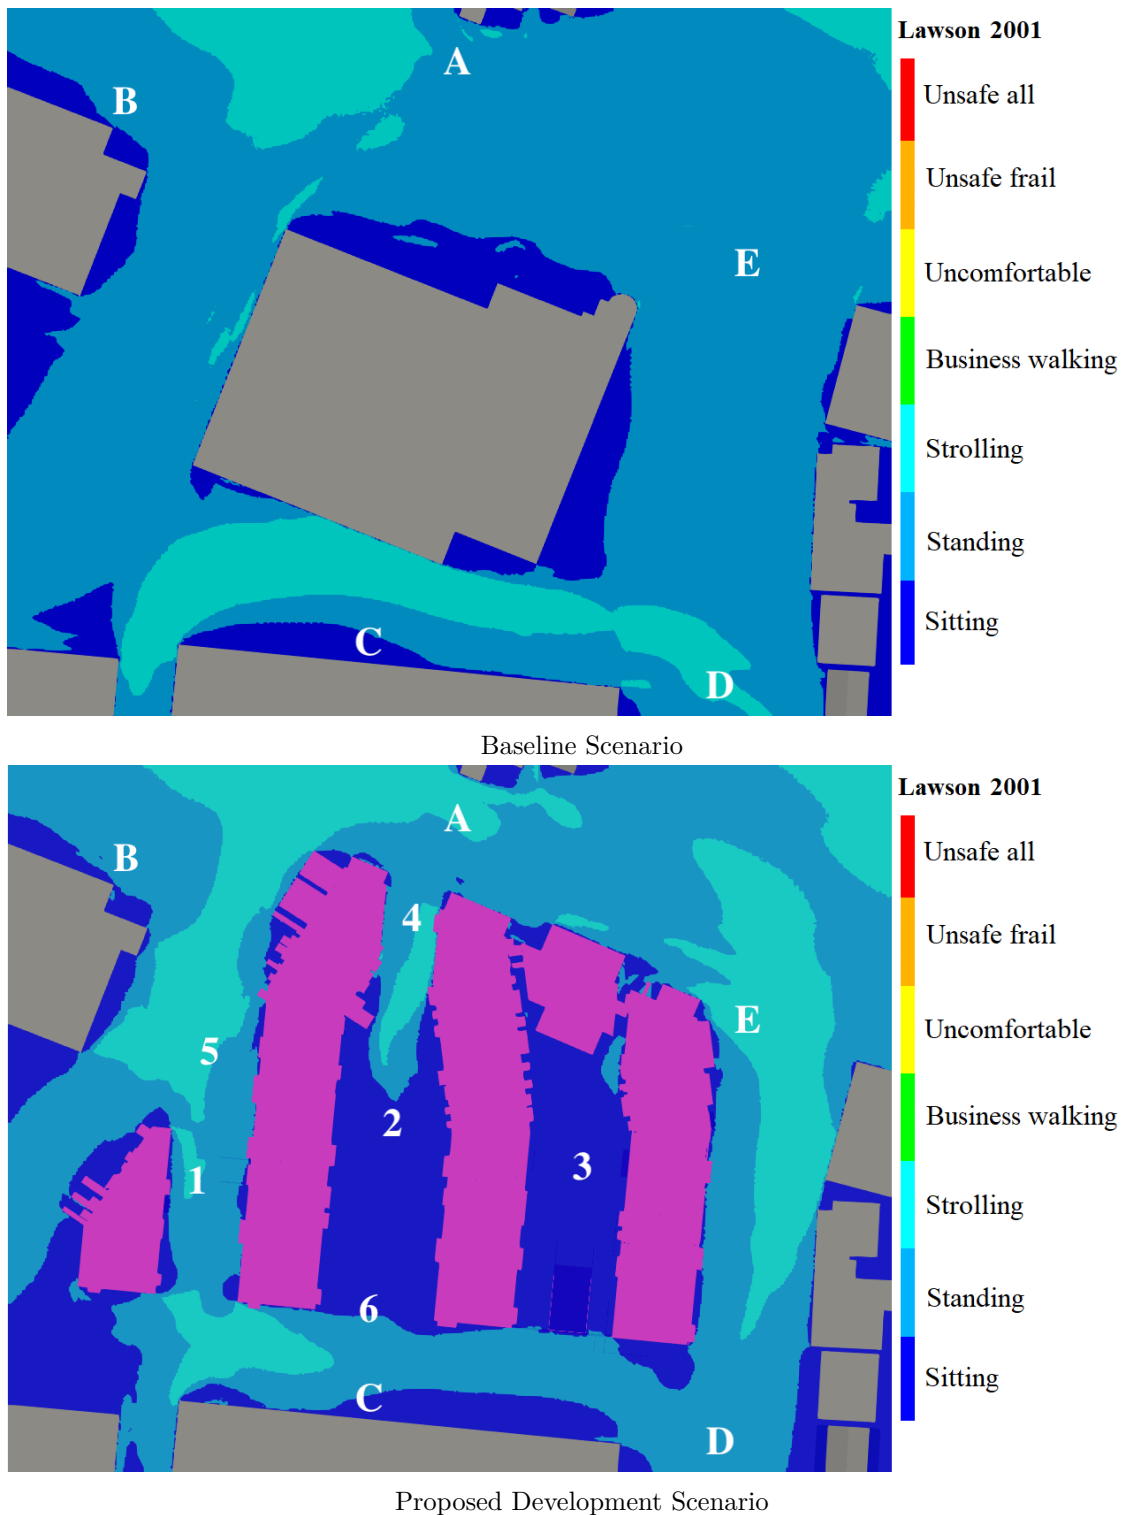 Lawson 2001
A
B
Unsafe all
Unsafe frail
E
Uncomfortable
Business walking
Strolling
Standing
C
Sitting
D
Baseline Scenario
Lawson 2001
A
B
Unsafe all
4
Unsafe frail
E
5
Uncomfortable
2
Business walking
3
1
Strolling
6
Standing
C
Sitting
D
Proposed Development Scenario